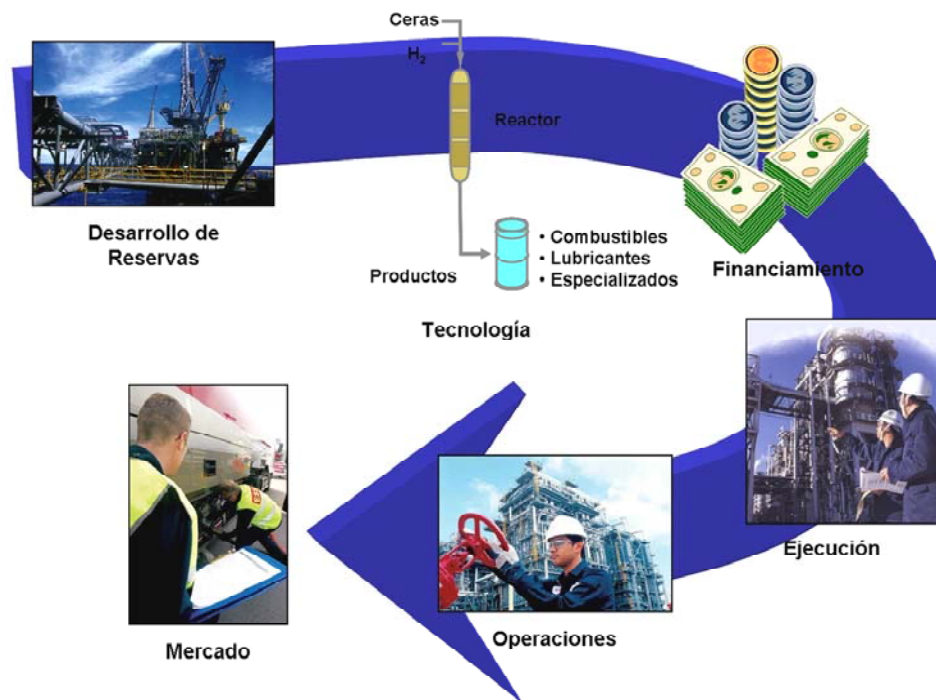 Ceras
H₂
Reactor
Desarrollo de
Reservas
Productos
• Combustibles
• Lubricantes
• Especializados
Tecnología
Financiamiento
Ejecución
Operaciones
Mercado